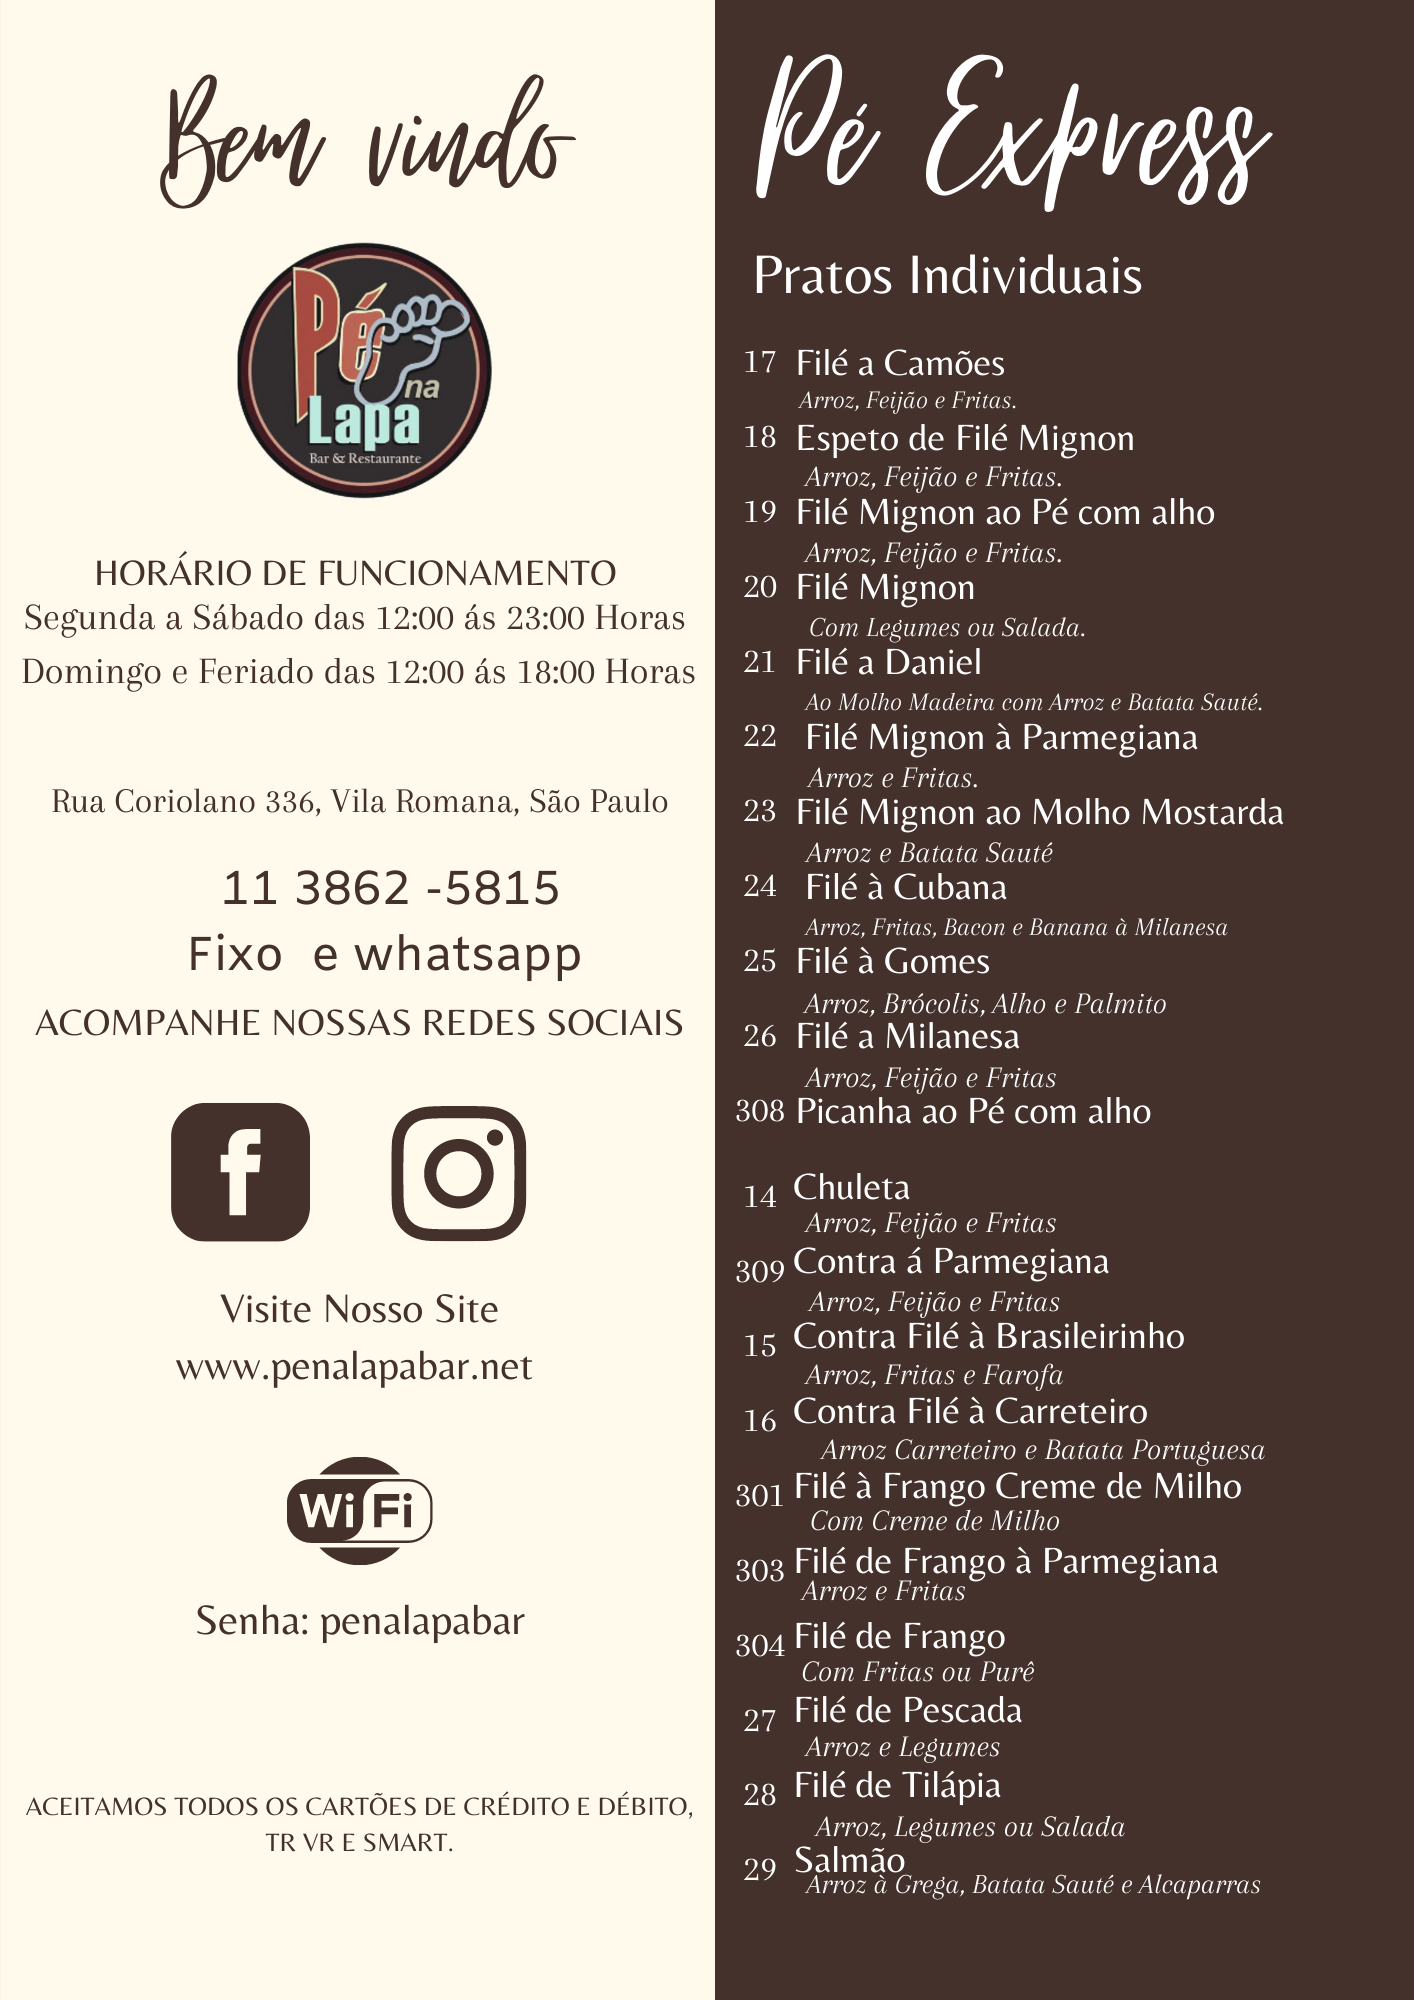 Bem vindo
Pé
na
Lapa
Bar & Restaurante
HORÁRIO DE FUNCIONAMENTO
Segunda a Sábado das 12:00 ás 23:00 Horas
Domingo e Feriado das 12:00 ás 18:00 Horas
Rua Coriolano 336, Vila Romana, São Paulo
11 3862 -5815
Fixo e whatsapp
ACOMPANHE NOSSAS REDES SOCIAIS
f
Visite Nosso Site
www.penalapabar.net
WiFi
Senha: penalapabar
ACEITAMOS TODOS OS CARTÕES DE CRÉDITO E DÉBITO,
TR VR E SMART.
Pé Express
Pratos Individuais
17 Filé a Camões
Arroz, Feijão e Fritas.
18 Espeto de Filé Mignon
Arroz, Feijão e Fritas.
19 Filé Mignon ao Pé com alho
Arroz, Feijão e Fritas.
20 Filé Mignon
Com Legumes ou Salada.
21 Filé a Daniel
Ao Molho Madeira com Arroz e Batata Sauté.
22 Filé Mignon à Parmegiana
Arroz e Fritas.
23 Filé Mignon ao Molho Mostarda
Arroz e Batata Sauté
24 Filé à Cubana
Arroz, Fritas, Bacon e Banana à Milanesa
25 Filé à Gomes
Arroz, Brócolis, Alho e Palmito
26 Filé a Milanesa
Arroz, Feijão e Fritas
308 Picanha ao Pé com alho
14 Chuleta
Arroz, Feijão e Fritas
309 Contra á Parmegiana
Arroz, Feijão e Fritas
15 Contra Filé à Brasileirinho
Arroz, Fritas e Farofa
16 Contra Filé à Carreteiro
Arroz Carreteiro e Batata Portuguesa
301 Filé à Frango Creme de Milho
Com Creme de Milho
303 Filé de Frango à Parmegiana
Arroz e Fritas
304 Filé de Frango
Com Fritas ou Purê
27 Filé de Pescada
Arroz e Legumes
28 Filé de Tilápia
Arroz, Legumes ou Salada
29 Salmão
Arroz à Grega, Batata Sauté e Alcaparras